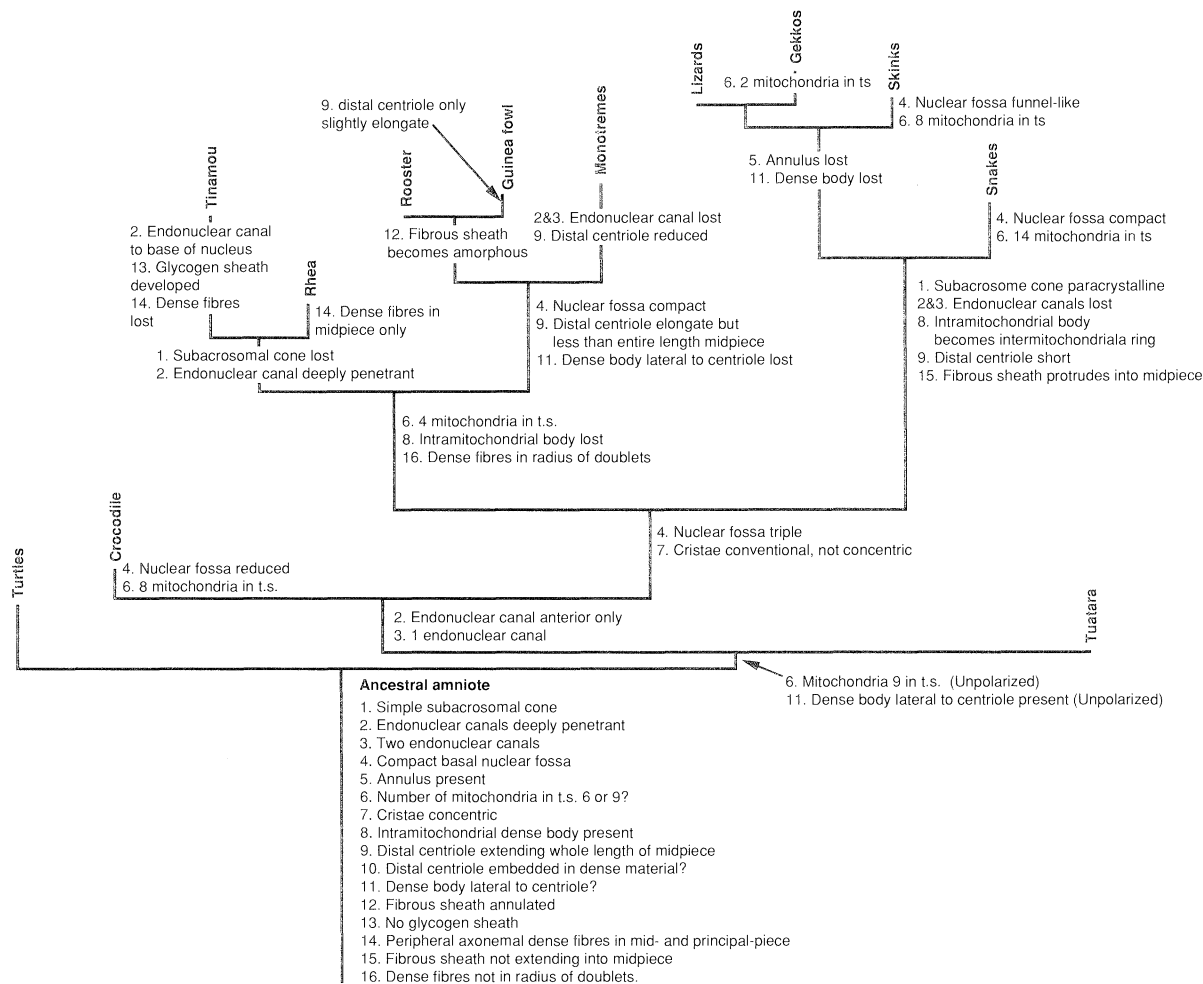 Lizards
Gekkos
6. 2 mitochondria in ts
Skinks
4. Nuclear fossa funnel-like
6. 8 mitochondria in ts
9. distal centriole only
slightly elongate
Guinea fowl
Monotremes
Rooster
5. Annulus lost
11. Dense body lost
Snakes
Tinamou
2. Endonuclear canal
to base of nucleus
13. Glycogen sheath
developed
14. Dense fibres
lost
Rhea
14. Dense fibres in
midpiece only
12. Fibrous sheath
becomes amorphous
2&3. Endonuclear canal lost
9. Distal centriole reduced
4. Nuclear fossa compact
6. 14 mitochondria in ts
1. Subacrosomal cone lost
2. Endonuclear canal deeply penetrant
4. Nuclear fossa compact
9. Distal centriole elongate but
less than entire length midpiece
11. Dense body lateral to centriole lost
1. Subacrosome cone paracrystalline
2&3. Endonuclear canals lost
8. Intramitochondrial body
becomes intermitochondriala ring
9. Distal centriole short
15. Fibrous sheath protrudes into midpiece
6. 4 mitochondria in t.s.
8. Intramitochondrial body lost
16. Dense fibres in radius of doublets
Crocodile
4. Nuclear fossa reduced
6. 8 mitochondria in t.s.
4. Nuclear fossa triple
7. Cristae conventional, not concentric
Turtles
2. Endonuclear canal anterior only
3. 1 endonuclear canal
Tuatara
6. Mitochondria 9 in t.s. (Unpolarized)
11. Dense body lateral to centriole present (Unpolarized)
Ancestral amniote
1. Simple subacrosomal cone
2. Endonuclear canals deeply penetrant
3. Two endonuclear canals
4. Compact basal nuclear fossa
5. Annulus present
6. Number of mitochondria in t.s. 6 or 9?
7. Cristae concentric
8. Intramitochondrial dense body present
9. Distal centriole extending whole length of midpiece
10. Distal centriole embedded in dense material?
11. Dense body lateral to centriole?
12. Fibrous sheath annulated
13. No glycogen sheath
14. Peripheral axonemal dense fibres in mid- and principal-piece
15. Fibrous sheath not extending into midpiece
16. Dense fibres not in radius of doublets.